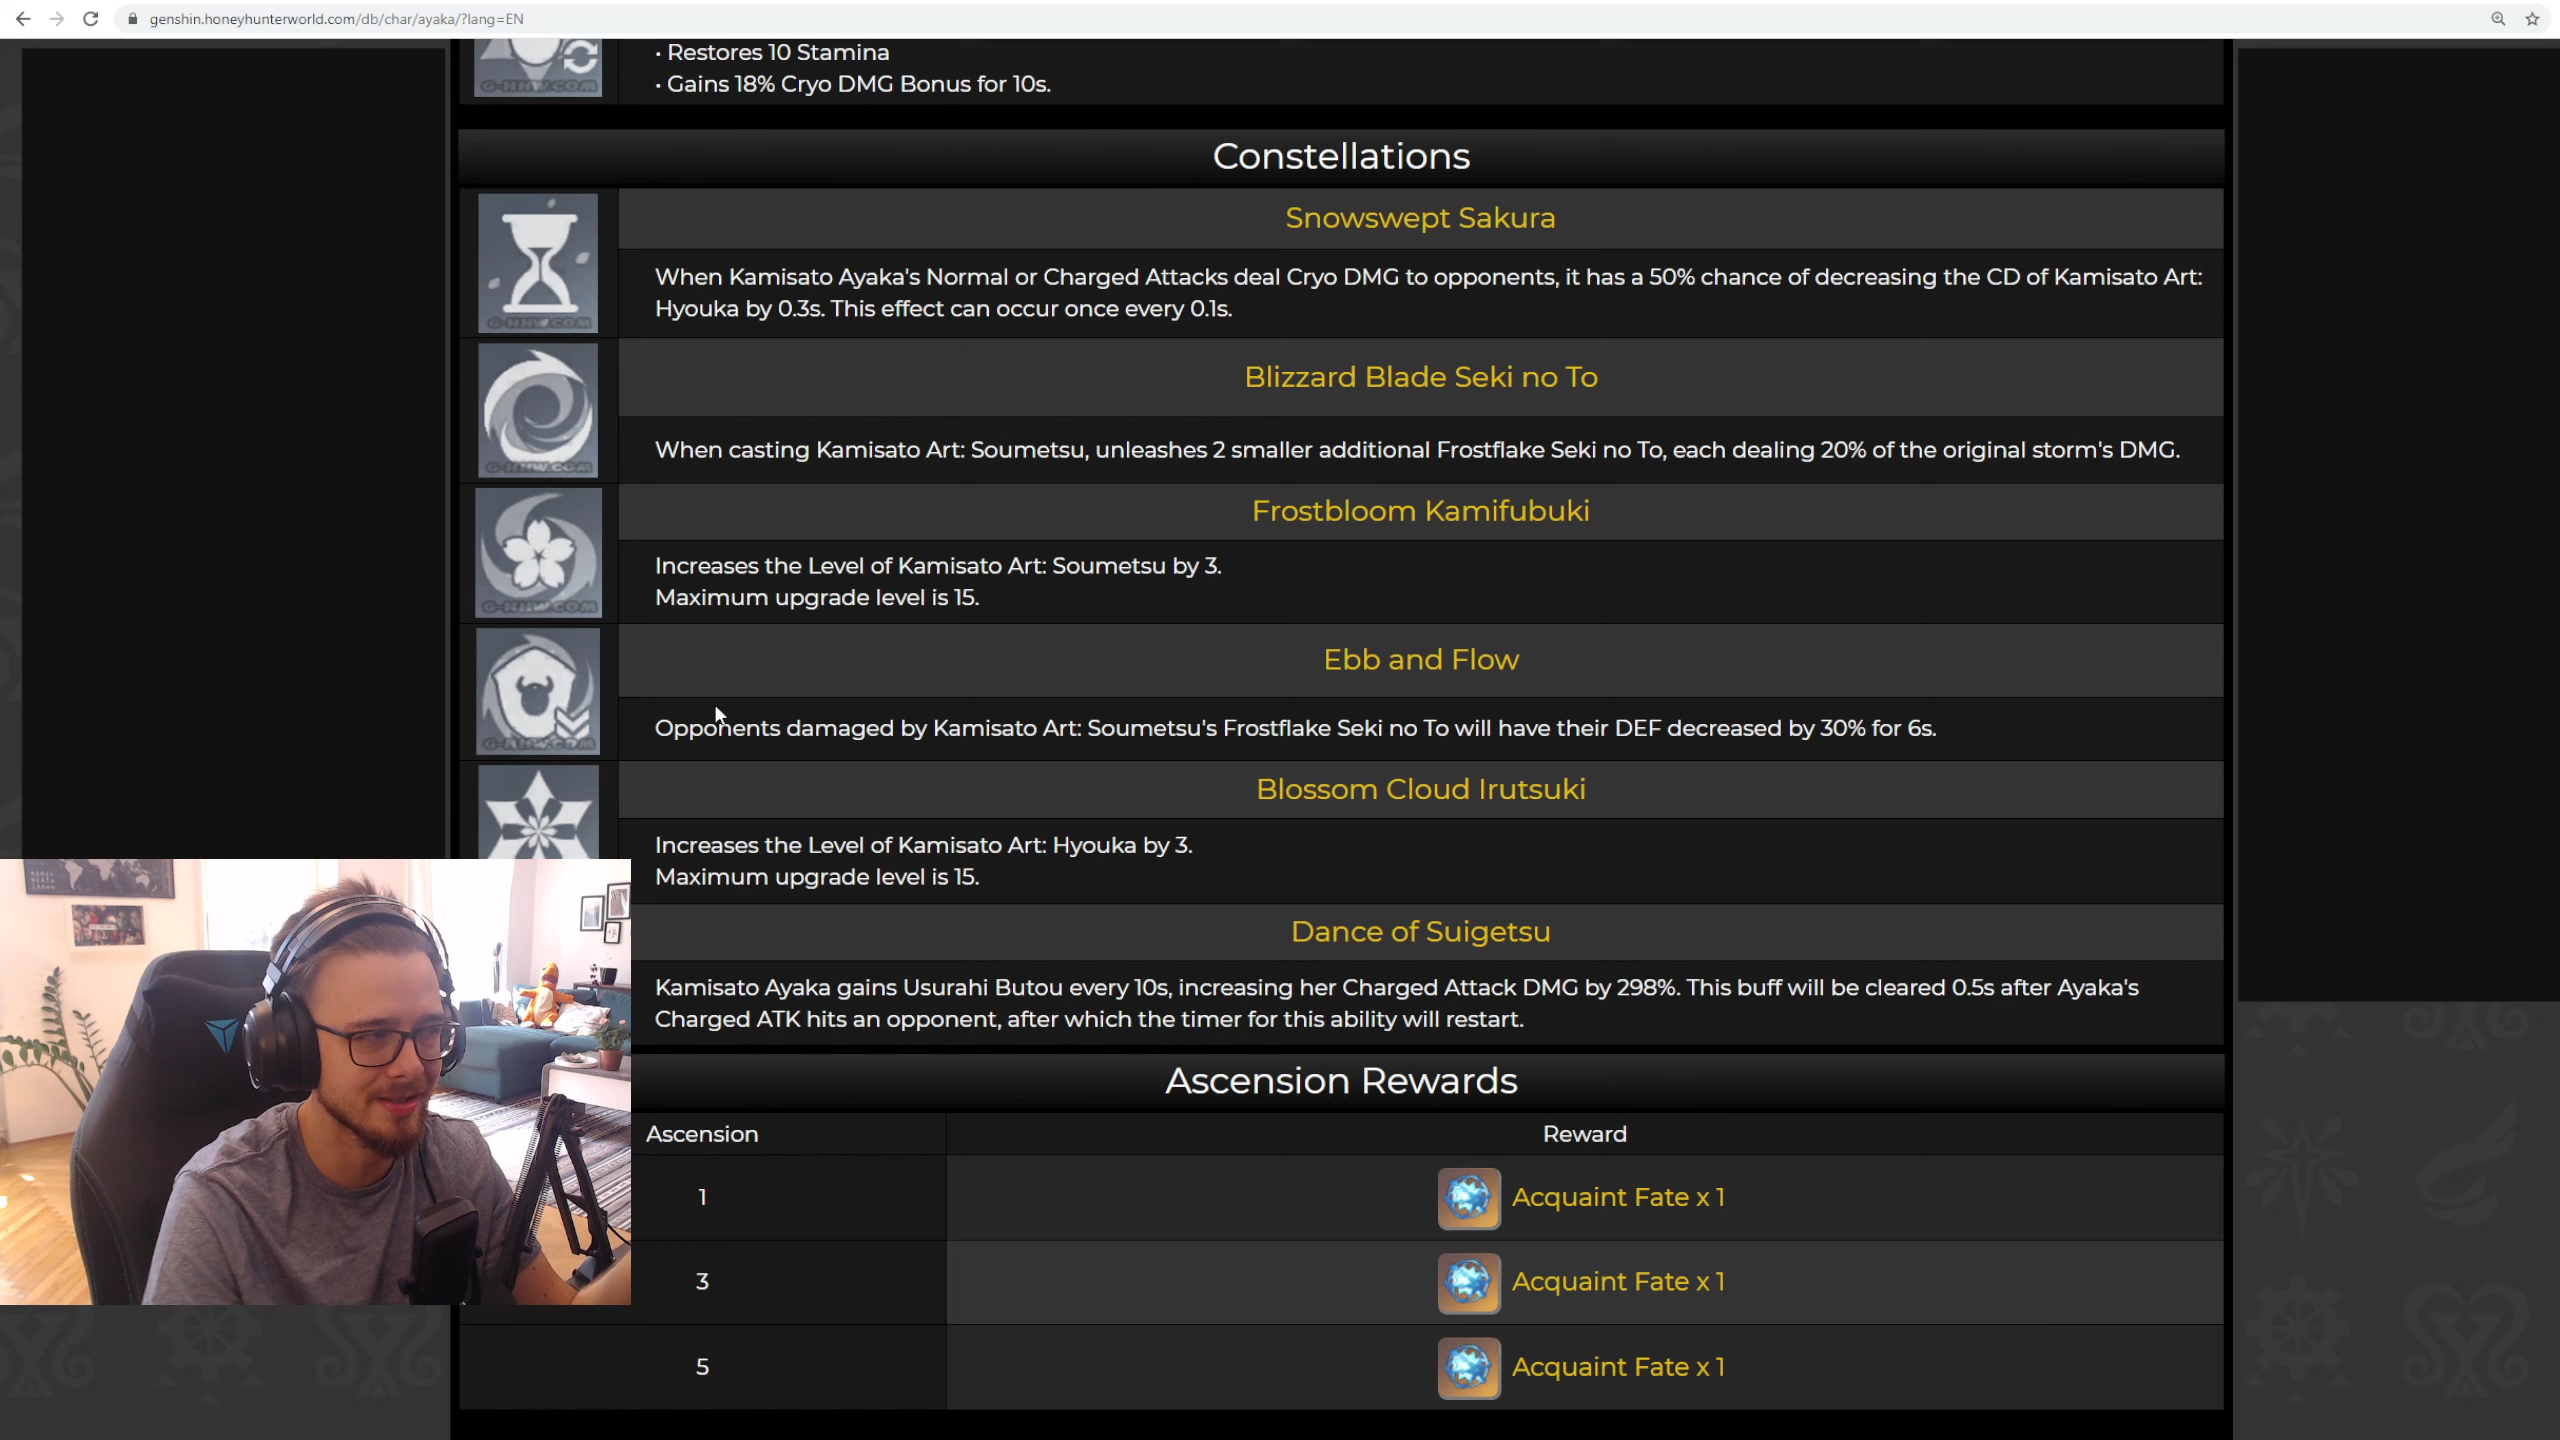 genshin.honeyhunterworld.com/db/char/ayaka/?lang=EN
• Restores 10 Stamina
• Gains 18% Cryo DMG Bonus for 10s.
G-HHW.COM
Constellations
Snowswept Sakura
When Kamisato Ayaka's Normal or Charged Attacks deal Cryo DMG to opponents, it has a 50% chance of decreasing the CD of Kamisato Art:
Hyouka by 0.3s. This effect can occur once every 0.1s.
G-HHW.COM
Blizzard Blade Seki no To
When casting Kamisato Art: Soumetsu, unleashes 2 smaller additional Frostflake Seki no To, each dealing 20% of the original storm's DMG.
G-HHW.COM
Frostbloom Kamifubuki
Increases the Level of Kamisato Art: Soumetsu by 3.
Maximum upgrade level is 15.
G-HHW.COM
Ebb and Flow
Opponents damaged by Kamisato Art: Soumetsu's Frostflake Seki no To will have their DEF decreased by 30% for 6s.
G-HHW.COM
Blossom Cloud Irutsuki
Increases the Level of Kamisato Art: Hyouka by 3.
Maximum upgrade level is 15.
Dance of Suigetsu
Kamisato Ayaka gains Usurahi Butou every 10s, increasing her Charged Attack DMG by 298%. This buff will be cleared 0.5s after Ayaka's
Charged ATK hits an opponent, after which the timer for this ability will restart.
Ascension Rewards
Ascension Reward
1 Acquaint Fate x 1
3 Acquaint Fate x 1
5 Acquaint Fate x 1